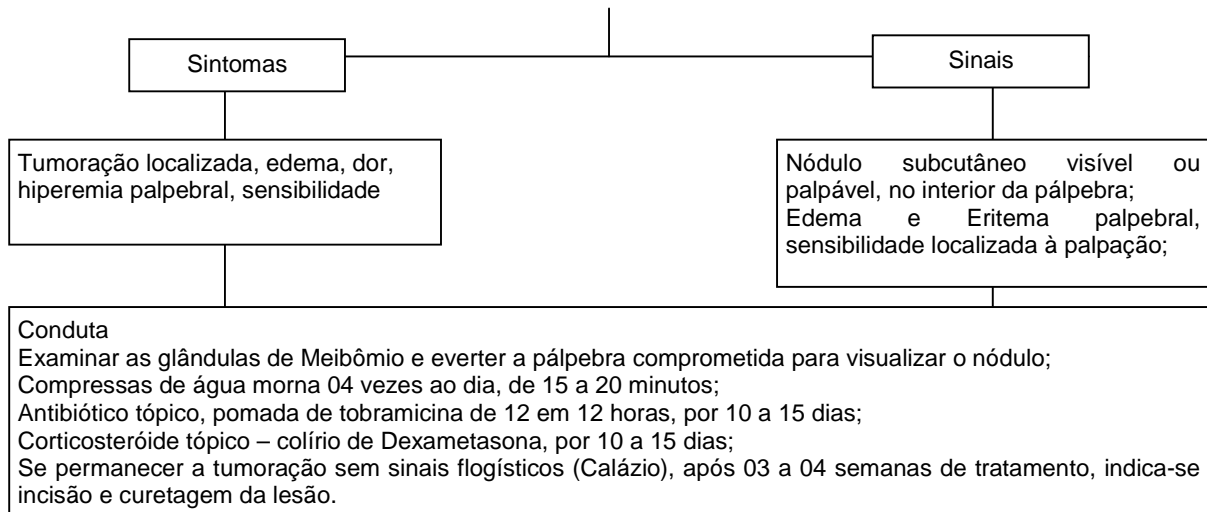 Sintomas
Sinais
Tumoração localizada, edema, dor,
hiperemia palpebral, sensibilidade
Nódulo subcutâneo visível ou
palpável, no interior da pálpebra;
Edema e Eritema palpebral,
sensibilidade localizada à palpação;
Conduta
Examinar as glândulas de Meibômio e everter a pálpebra comprometida para visualizar o nódulo;
Compressas de água morna 04 vezes ao dia, de 15 a 20 minutos;
Antibiótico tópico, pomada de tobramicina de 12 em 12 horas, por 10 a 15 dias;
Corticosteróide tópico – colírio de Dexametasona, por 10 a 15 dias;
Se permanecer a tumoração sem sinais flogísticos (Calázio), após 03 a 04 semanas de tratamento, indica-se
incisão e curetagem da lesão.